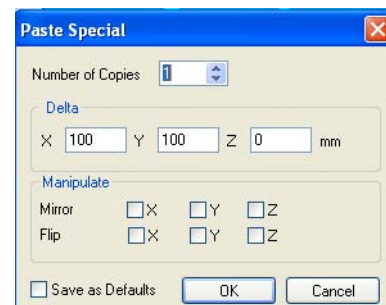 Paste Special
Number of Copies 1
Delta
X 100 Y 100 Z 0 mm
Manipulate
Mirror X Y Z
Flip X Y Z
Save as Defaults OK Cancel